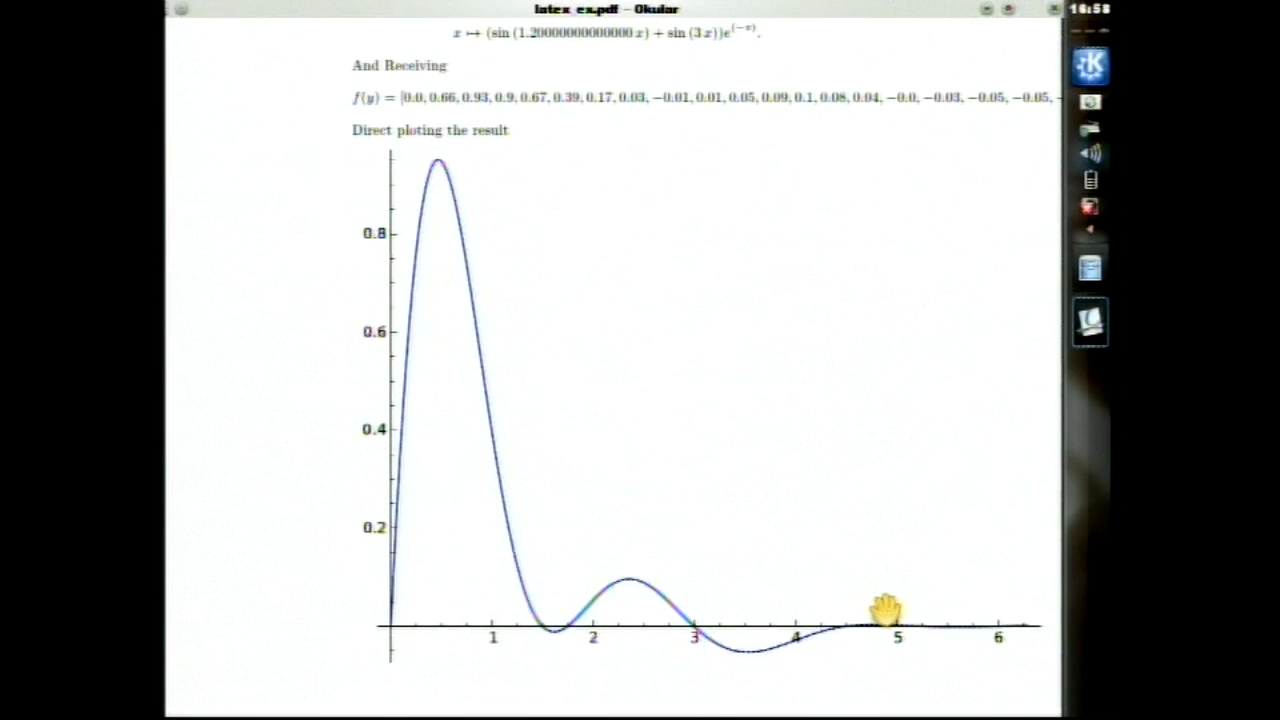 latex_ex.pdf – Okular
16:58
x ↦ (sin (1.20000000000000 x) + sin (3 x))e^(−x).
And Receiving
f(y) = [0.0, 0.66, 0.93, 0.9, 0.67, 0.39, 0.17, 0.03, −0.01, 0.01, 0.05, 0.09, 0.1, 0.08, 0.04, −0.0, −0.03, −0.05, −0.05, −
Direct ploting the result
0.8
0.6
0.4
0.2
1 2 3 4 5 6